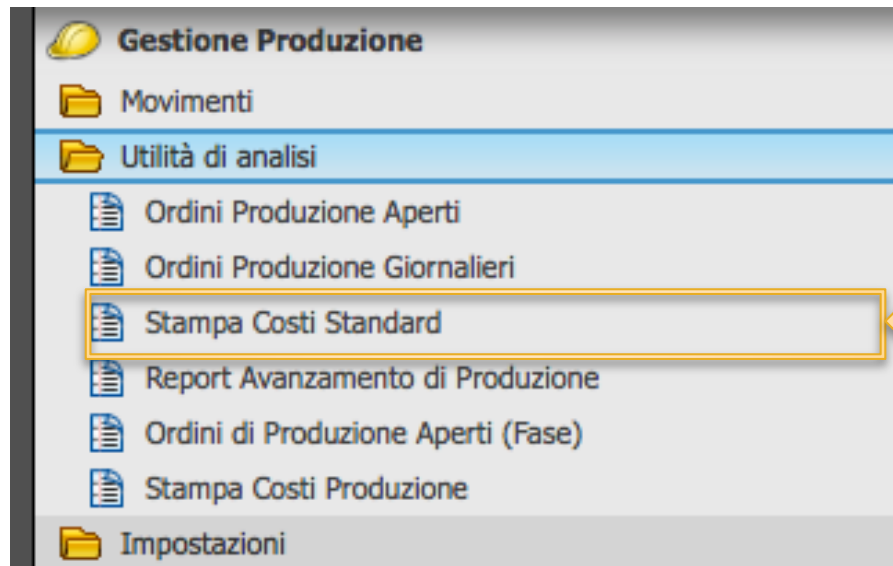 Gestione Produzione
Movimenti
Utilità di analisi
Ordini Produzione Aperti
Ordini Produzione Giornalieri
Stampa Costi Standard
Report Avanzamento di Produzione
Ordini di Produzione Aperti (Fase)
Stampa Costi Produzione
Impostazioni